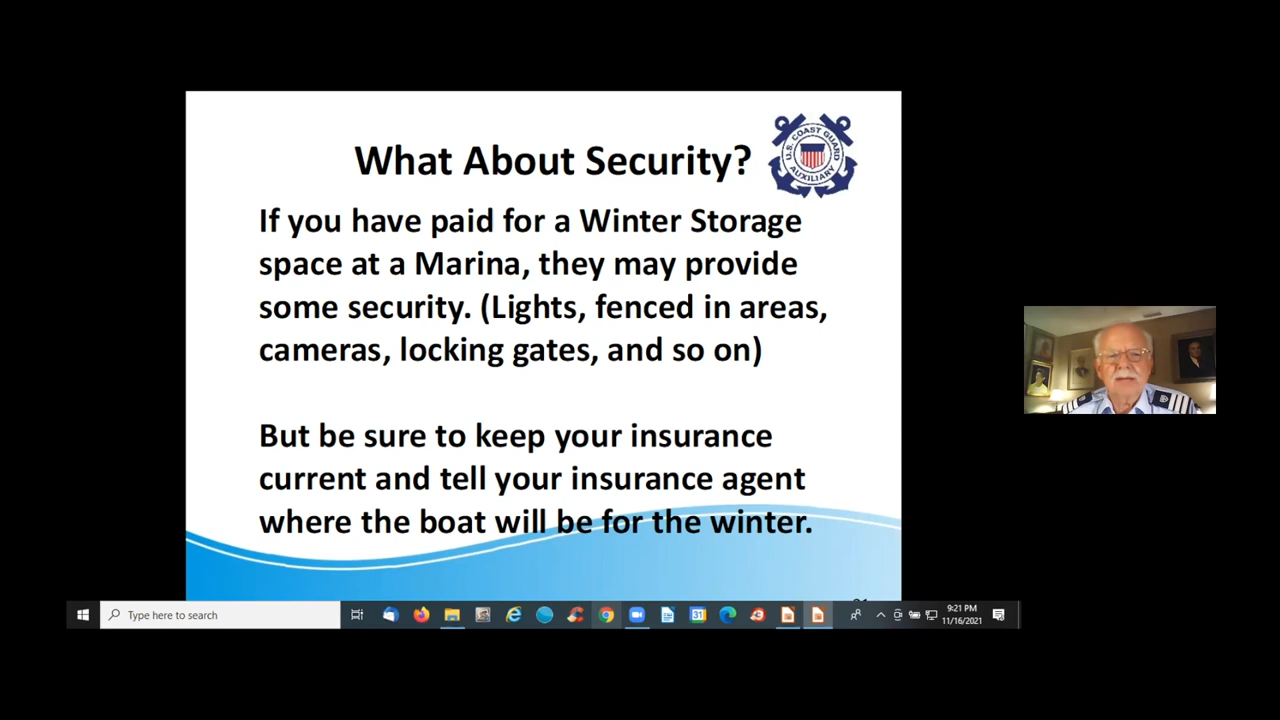 What About Security?
U.S. COAST GUARD
AUXILIARY
If you have paid for a Winter Storage
space at a Marina, they may provide
some security. (Lights, fenced in areas,
cameras, locking gates, and so on)
But be sure to keep your insurance
current and tell your insurance agent
where the boat will be for the winter.
Type here to search
31
9:21 PM
11/16/2021